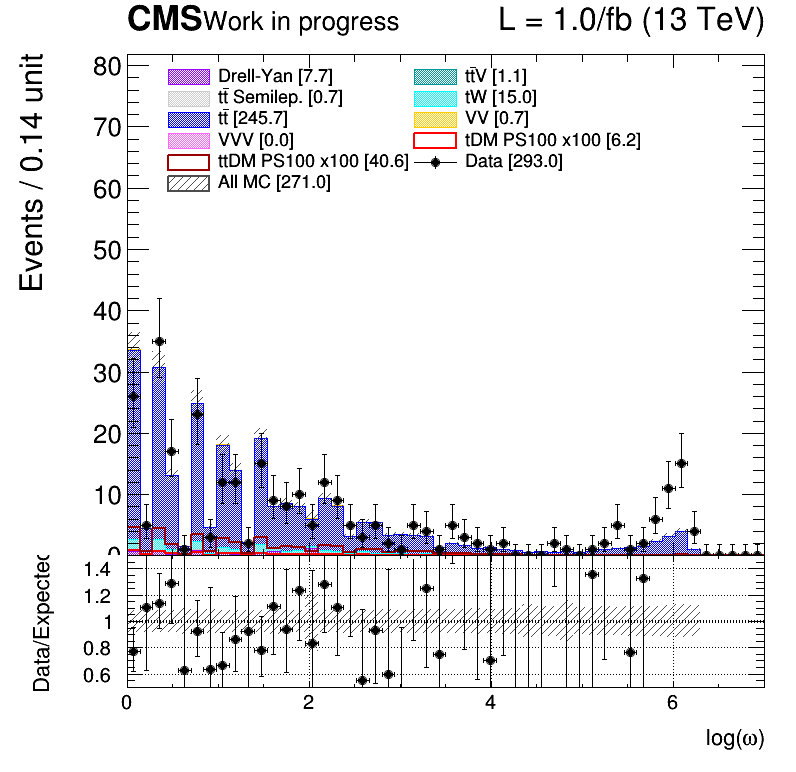 CMS Work in progress L = 1.0/fb (13 TeV)
Events / 0.14 unit
80
70
60
50
40
30
20
10
0
Drell-Yan [7.7]
tt̄ Semilep. [0.7]
tt̄ [245.7]
VVV [0.0]
ttDM PS100 x100 [40.6]
All MC [271.0]
tt̄V [1.1]
tW [15.0]
VV [0.7]
tDM PS100 x100 [6.2]
Data [293.0]
Data/Expected
1.4
1.2
1
0.8
0.6
0 2 4 6
log(ω)